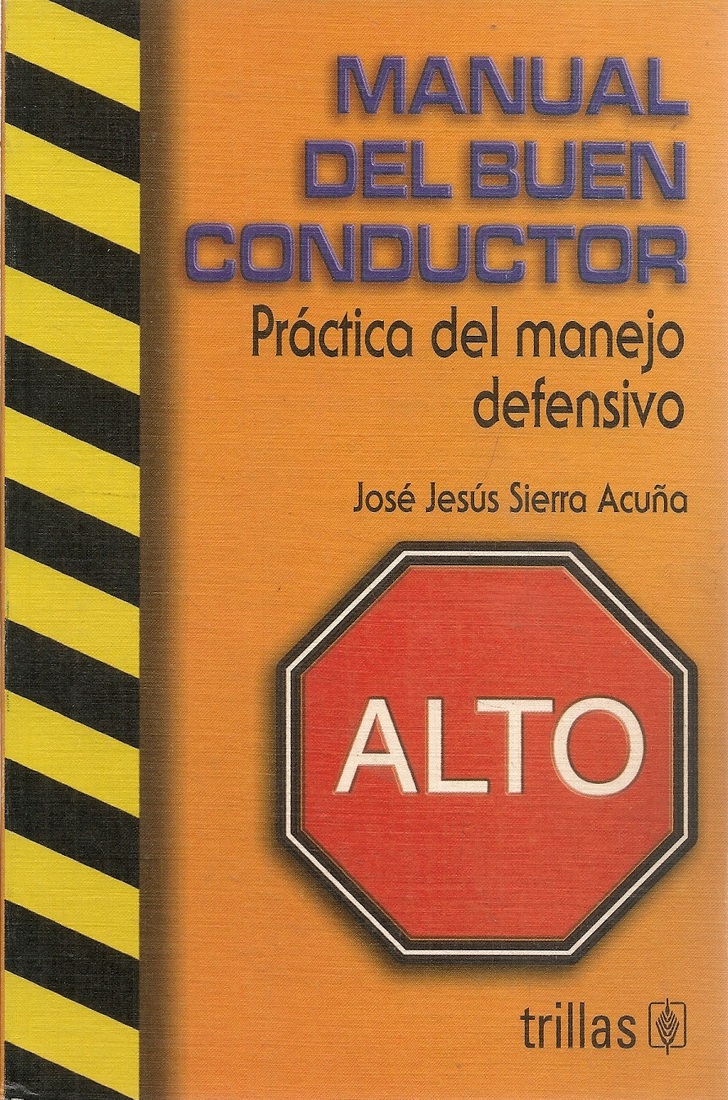 MANUAL
DEL BUEN
CONDUCTOR
Práctica del manejo
defensivo
José Jesús Sierra Acuña
ALTO
trillas